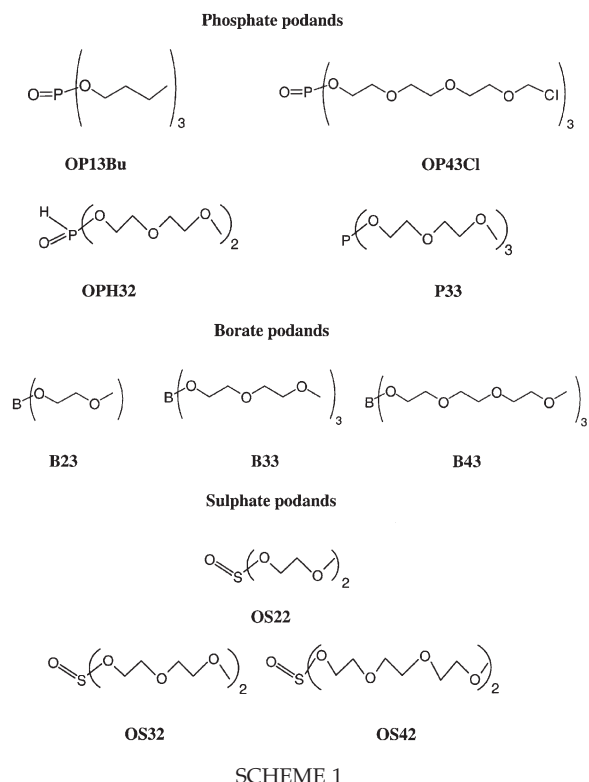 Phosphate podands
O=P O 3
O=P O O O O Cl 3
OP13Bu OP43Cl
H O=P O O O 2
P O O O 3
OPH32 P33
Borate podands
B O O
B O O O 3
B O O O O 3
B23 B33 B43
Sulphate podands
O S O O 2
OS22
O S O O O 2
O S O O O O 2
OS32 OS42
SCHEME 1